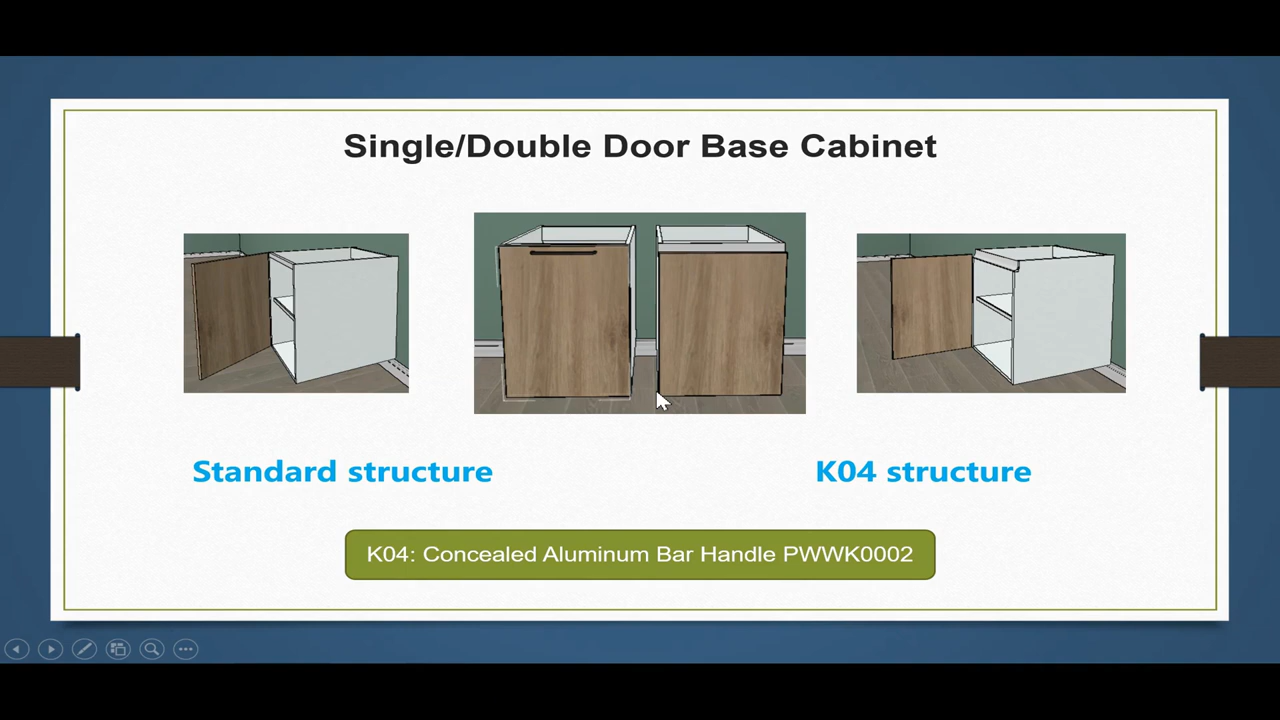 Single/Double Door Base Cabinet
Standard structure
K04 structure
K04: Concealed Aluminum Bar Handle PWWK0002